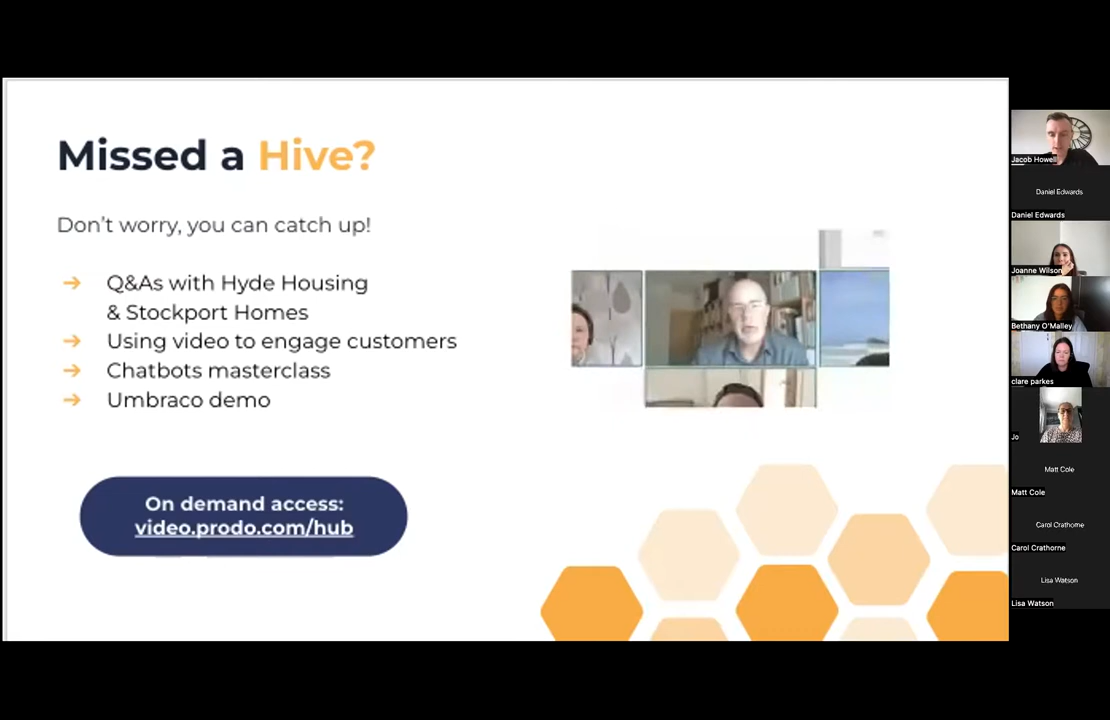 Missed a Hive?
Don't worry, you can catch up!
→ Q&As with Hyde Housing
& Stockport Homes
→ Using video to engage customers
→ Chatbots masterclass
→ Umbraco demo
On demand access:
video.prodo.com/hub
Jacob Howell
Daniel Edwards
Daniel Edwards
Joanne Wilson
Bethany O'Malley
clare parkes
Jo
Matt Cole
Matt Cole
Carol Crathorne
Carol Crathorne
Lisa Watson
Lisa Watson